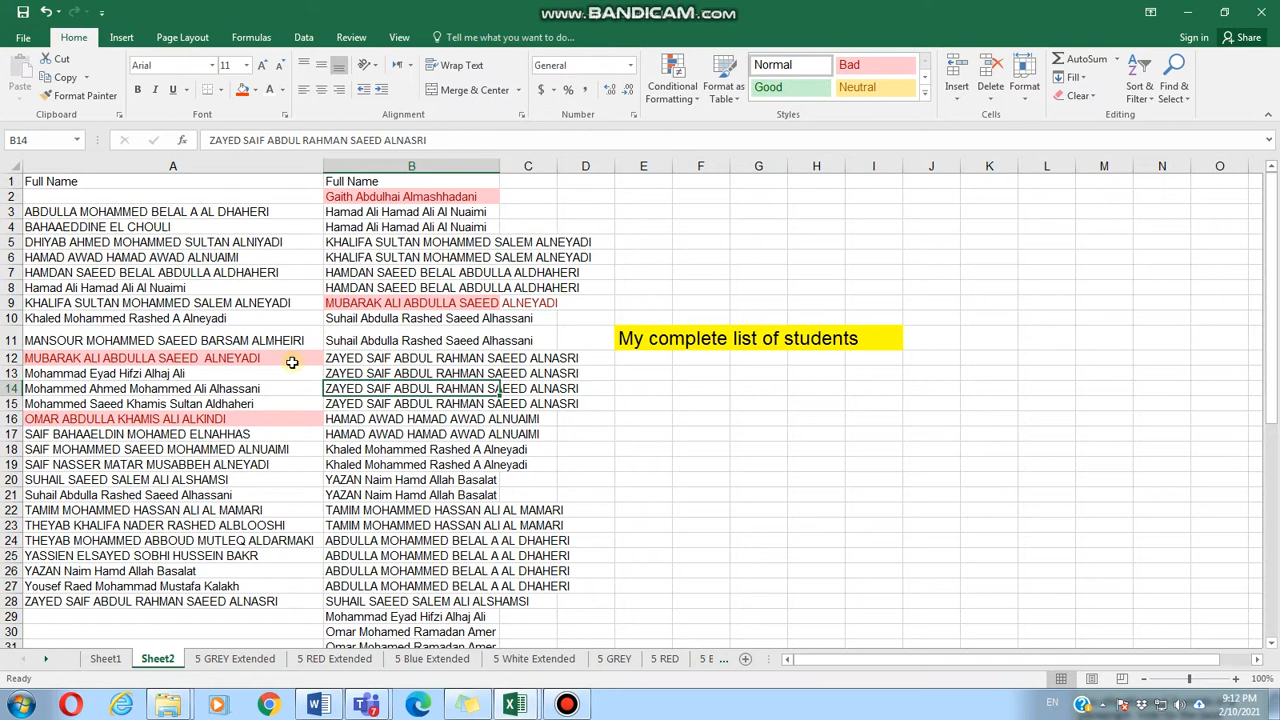 www.BANDICAM.com
File Home Insert Page Layout Formulas Data Review View Tell me what you want to do... Sign in Share
Paste Cut Copy Format Painter Clipboard
Arial 11 B I U Font
Wrap Text Merge & Center Alignment
General $ % , Number
Conditional Formatting Format as Table Normal Bad Good Neutral Styles
Insert Delete Format Cells
AutoSum Fill Clear Sort & Filter Find & Select Editing
B14 fx ZAYED SAIF ABDUL RAHMAN SAEED ALNASRI
A B C D E F G H I J K L M N O
1 Full Name Full Name
2 Gaith Abdulhai Almashhadani
3 ABDULLA MOHAMMED BELAL A AL DHAHERI Hamad Ali Hamad Ali Al Nuaimi
4 BAHAAEDDINE EL CHOULI Hamad Ali Hamad Ali Al Nuaimi
5 DHIYAB AHMED MOHAMMED SULTAN ALNIYADI KHALIFA SULTAN MOHAMMED SALEM ALNEYADI
6 HAMAD AWAD HAMAD AWAD ALNUAIMI KHALIFA SULTAN MOHAMMED SALEM ALNEYADI
7 HAMDAN SAEED BELAL ABDULLA ALDHAHERI HAMDAN SAEED BELAL ABDULLA ALDHAHERI
8 Hamad Ali Hamad Ali Al Nuaimi HAMDAN SAEED BELAL ABDULLA ALDHAHERI
9 KHALIFA SULTAN MOHAMMED SALEM ALNEYADI MUBARAK ALI ABDULLA SAEED ALNEYADI
10 Khaled Mohammed Rashed A Alneyadi Suhail Abdulla Rashed Saeed Alhassani
11 MANSOUR MOHAMMED SAEED BARSAM ALMHEIRI Suhail Abdulla Rashed Saeed Alhassani My complete list of students
12 MUBARAK ALI ABDULLA SAEED ALNEYADI ZAYED SAIF ABDUL RAHMAN SAEED ALNASRI
13 Mohammad Eyad Hifzi Alhaj Ali ZAYED SAIF ABDUL RAHMAN SAEED ALNASRI
14 Mohammed Ahmed Mohammed Ali Alhassani ZAYED SAIF ABDUL RAHMAN SAEED ALNASRI
15 Mohammed Saeed Khamis Sultan Aldhaheri ZAYED SAIF ABDUL RAHMAN SAEED ALNASRI
16 OMAR ABDULLA KHAMIS ALI ALKINDI HAMAD AWAD HAMAD AWAD ALNUAIMI
17 SAIF BAHAAELDIN MOHAMED ELNAHHAS HAMAD AWAD HAMAD AWAD ALNUAIMI
18 SAIF MOHAMMED SAEED MOHAMMED ALNUAIMI Khaled Mohammed Rashed A Alneyadi
19 SAIF NASSER MATAR MUSABBEH ALNEYADI Khaled Mohammed Rashed A Alneyadi
20 SUHAIL SAEED SALEM ALI ALSHAMSI YAZAN Naim Hamd Allah Basalat
21 Suhail Abdulla Rashed Saeed Alhassani YAZAN Naim Hamd Allah Basalat
22 TAMIM MOHAMMED HASSAN ALI AL MAMARI TAMIM MOHAMMED HASSAN ALI AL MAMARI
23 THEYAB KHALIFA NADER RASHED ALBLOOSHI TAMIM MOHAMMED HASSAN ALI AL MAMARI
24 THEYAB MOHAMMED ABBOUD MUTLEQ ALDARMAKI ABDULLA MOHAMMED BELAL A AL DHAHERI
25 YASSIEN ELSAYED SOBHI HUSSEIN BAKR ABDULLA MOHAMMED BELAL A AL DHAHERI
26 YAZAN Naim Hamd Allah Basalat ABDULLA MOHAMMED BELAL A AL DHAHERI
27 Yousef Raed Mohammad Mustafa Kalakh ABDULLA MOHAMMED BELAL A AL DHAHERI
28 ZAYED SAIF ABDUL RAHMAN SAEED ALNASRI SUHAIL SAEED SALEM ALI ALSHAMSI
29 Mohammad Eyad Hifzi Alhaj Ali
30 Omar Mohamed Ramadan Amer
31 Omar Mohamed Ramadan Amer
Sheet1 Sheet2 5 GREY Extended 5 RED Extended 5 Blue Extended 5 White Extended 5 GREY 5 RED 5 B ...
Ready 100%
EN 9:12 PM
2/10/2021